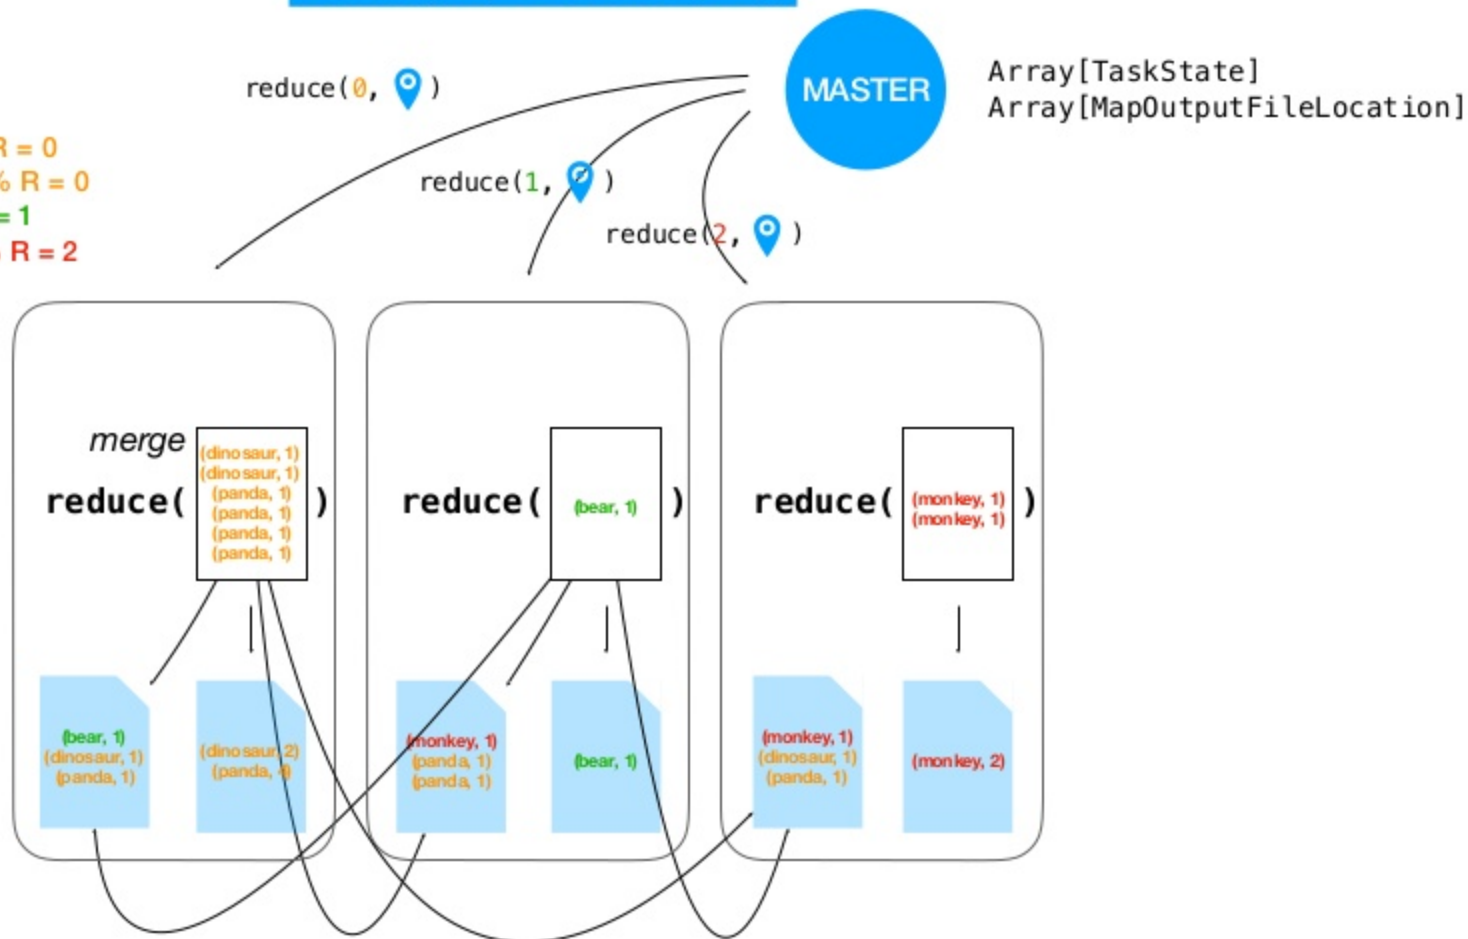 MASTER
Array[TaskState]
Array[MapOutputFileLocation]
reduce(0, )
reduce(1, )
reduce(2, )
R = 0
% R = 0
= 1
R = 2
merge
reduce( )
(dinosaur, 1)
(dinosaur, 1)
(panda, 1)
(panda, 1)
(panda, 1)
(panda, 1)
reduce( )
(bear, 1)
reduce( )
(monkey, 1)
(monkey, 1)
(bear, 1)
(dinosaur, 1)
(panda, 1)
(dinosaur, 2)
(panda, 4)
(monkey, 1)
(panda, 1)
(panda, 1)
(bear, 1)
(monkey, 1)
(dinosaur, 1)
(panda, 1)
(monkey, 2)